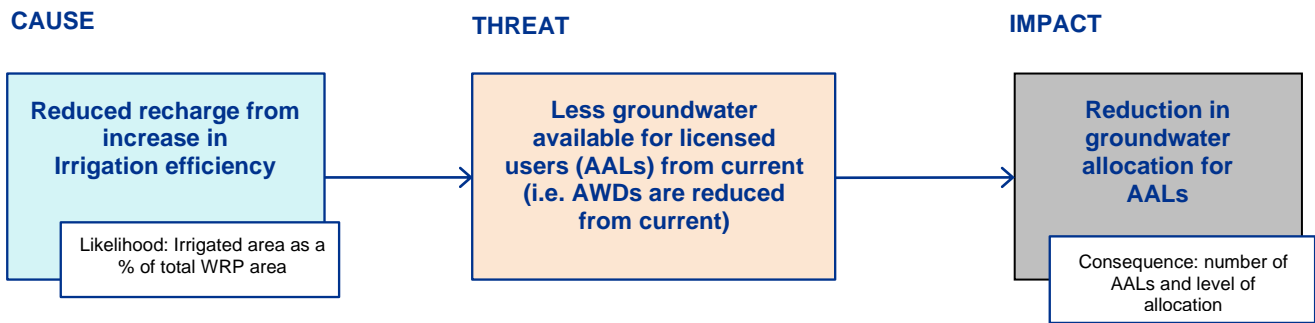 CAUSE
THREAT
IMPACT
Reduced recharge from
increase in
Irrigation efficiency
Likelihood: Irrigated area as a
% of total WRP area
Less groundwater
available for licensed
users (AALs) from current
(i.e. AWDs are reduced
from current)
Reduction in
groundwater
allocation for
AALs
Consequence: number of
AALs and level of
allocation